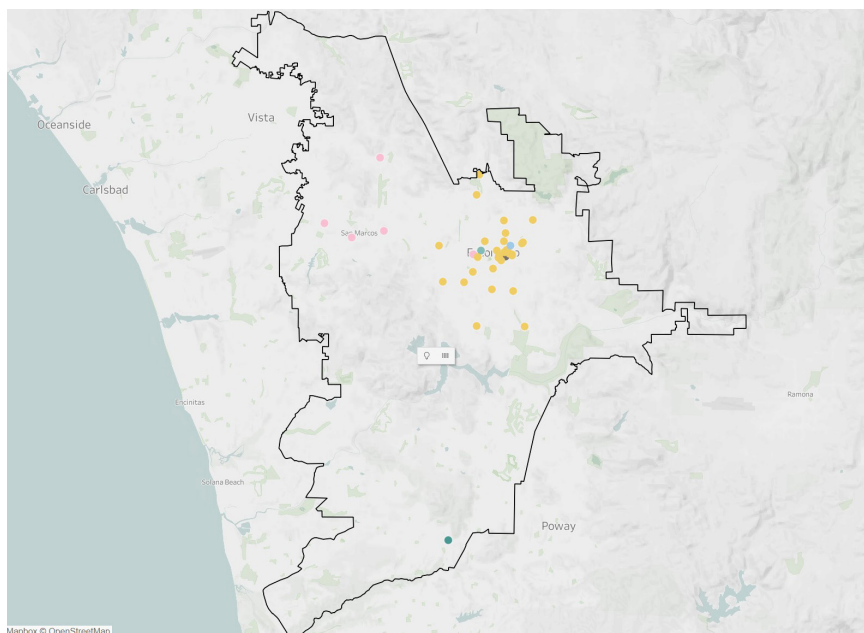 Oceanside
Vista
Carlsbad
San Marcos
Encinitas
Ramona
Solana Beach
Poway
Mapbox © OpenStreetMap